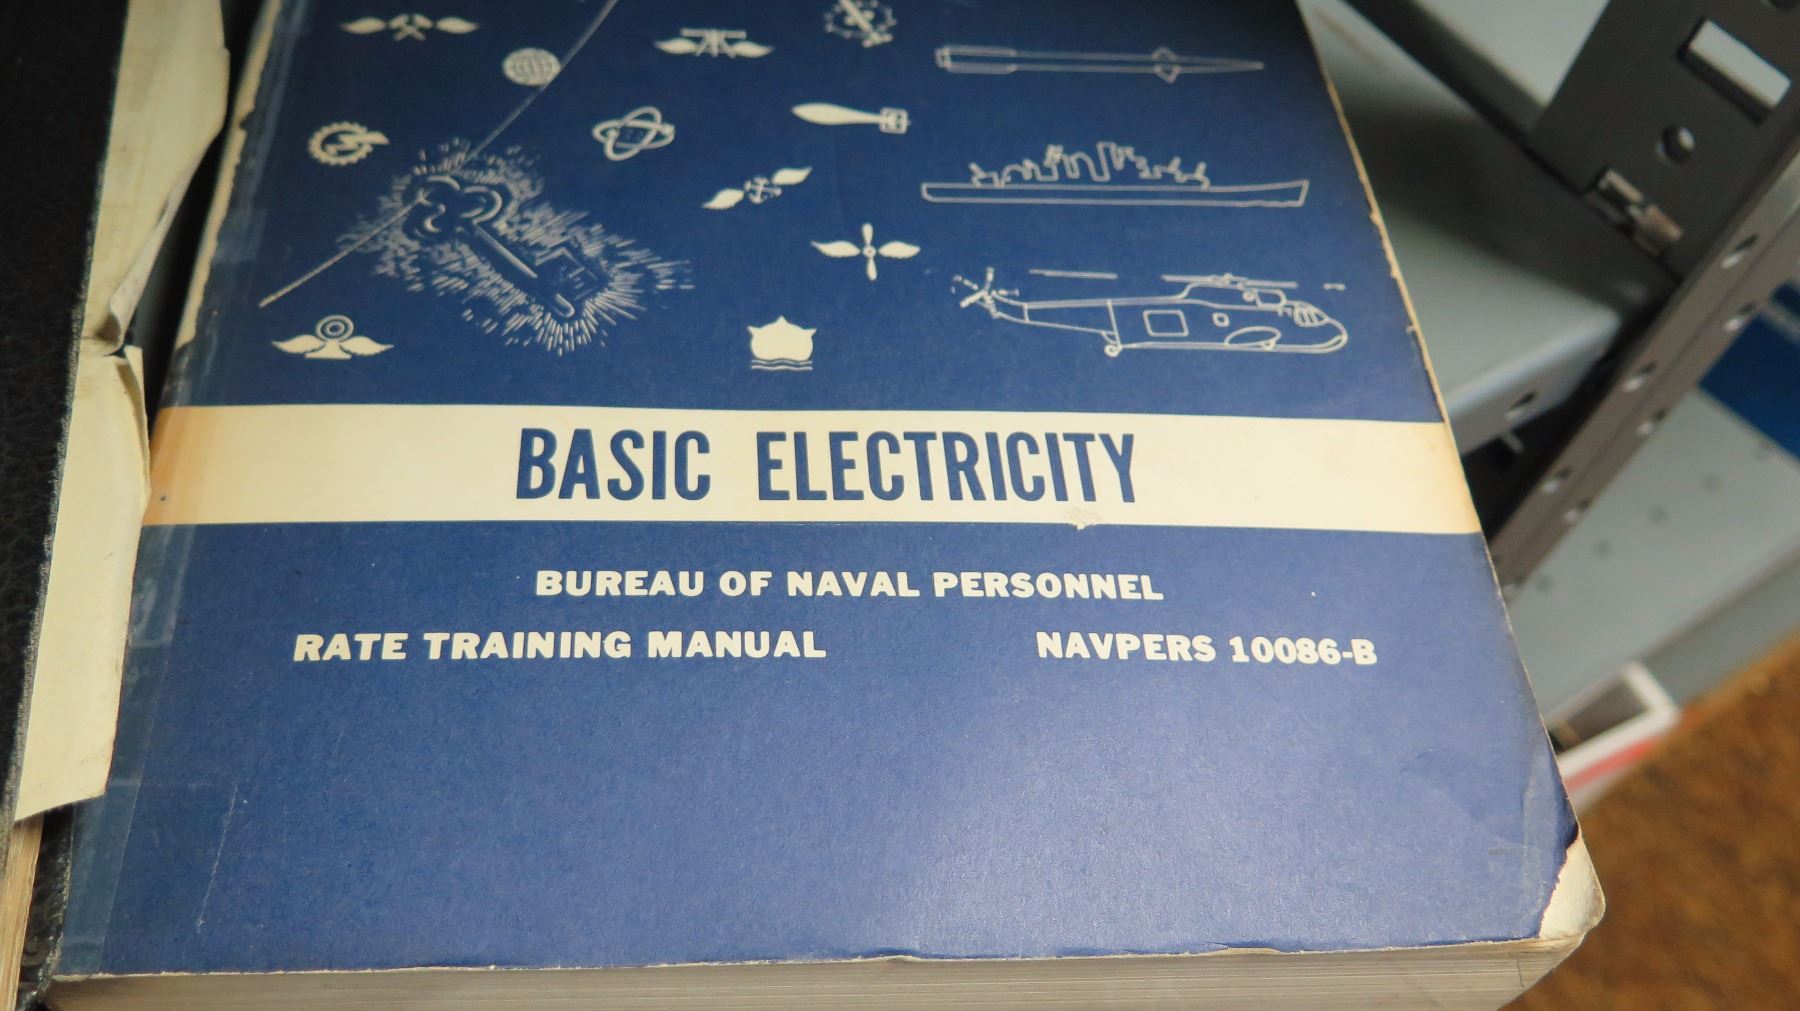 BASIC ELECTRICITY
BUREAU OF NAVAL PERSONNEL
RATE TRAINING MANUAL NAVPERS 10086-B